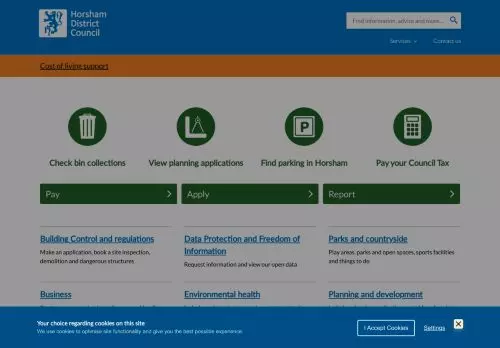 Horsham
District
Council
Find information, advice and more...
Services
Contact us
Cost of living support
Check bin collections
View planning applications
P
Find parking in Horsham
Pay your Council Tax
Pay
Apply
Report
Building Control and regulations
Make an application, book a site inspection,
demolition and dangerous structures
Data Protection and Freedom of
Information
Request information and view our open data
Parks and countryside
Play areas, parks and open spaces, sports facilities
and things to do
Business
Environmental health
Planning and development
Your choice regarding cookies on this site
We use cookies to optimise site functionality and give you the best possible experience.
I Accept Cookies
Settings